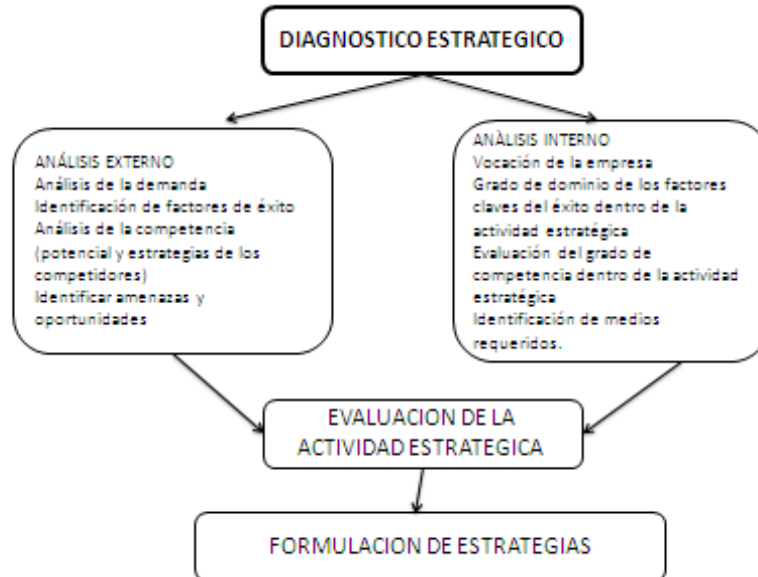 DIAGNOSTICO ESTRATEGICO
ANÁLISIS EXTERNO
Análisis de la demanda
Identificación de factores de éxito
Análisis de la competencia
(potencial y estrategias de los
competidores)
Identificar amenazas y
oportunidades
ANÀLISIS INTERNO
Vocación de la empresa
Grado de dominio de los factores
claves del éxito dentro de la
actividad estratégica
Evaluación del grado de
competencia dentro de la actividad
estratégica
Identificación de medios
requeridos.
EVALUACION DE LA
ACTIVIDAD ESTRATEGICA
FORMULACION DE ESTRATEGIAS